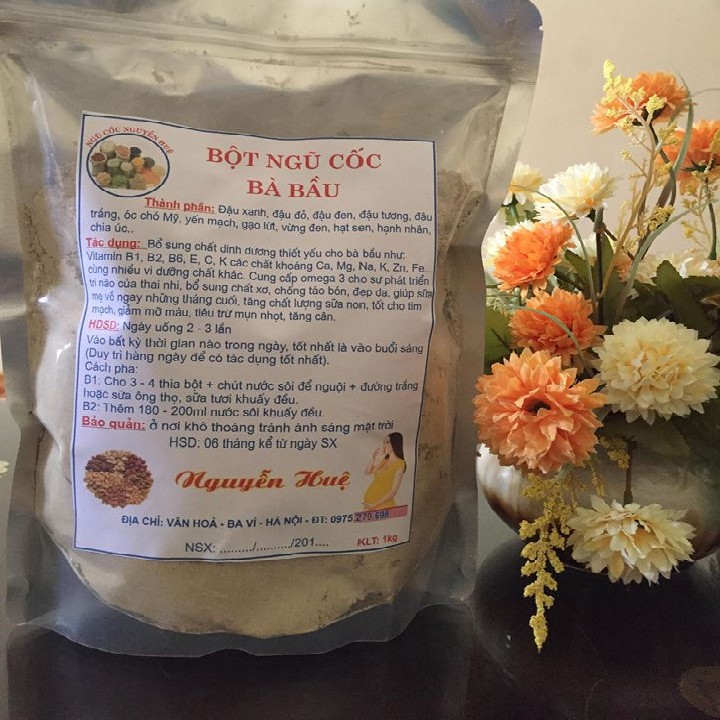 NGŨ CỐC NGUYỄN HUỆ
BỘT NGŨ CỐC
BÀ BẦU
Thành phần: Đậu xanh, đậu đỏ, đậu đen, đậu tương, đâu
trắng, óc chó Mỹ, yến mạch, gạo lứt, vừng đen, hạt sen, hạnh nhân,
chia úc..
Tác dụng: Bổ sung chất dinh dương thiết yếu cho bà bầu như:
Vitamin B1, B2, B6, E, C, K các chất khoáng Ca, Mg, Na, K, Zn, Fe...
cùng nhiều vi dưỡng chất khác. Cung cấp omega 3 cho sự phát triển
trí não của thai nhi, bổ sung chất xơ, chống táo bón, đẹp da, giúp sữa
mẹ về ngay những tháng cuối, tăng chất lượng sữa non, tốt cho tim
mạch, giảm mỡ máu, tiêu trừ mụn nhọt, tăng cân.
HDSD: Ngày uống 2 - 3 lần
Vào bất kỳ thời gian nào trong ngày, tốt nhất là vào buổi sáng
(Duy trì hàng ngày để có tác dụng tốt nhất).
Cách pha:
B1: Cho 3 - 4 thìa bột + chút nước sôi để nguội + đường trắng
hoặc sữa ông thọ, sữa tươi khuấy đều.
B2: Thêm 180 - 200ml nước sôi khuấy đều.
Bảo quản: ở nơi khô thoáng tránh ánh sáng mặt trời
HSD: 06 tháng kể từ ngày SX
Nguyễn Huệ
ĐỊA CHỈ: VĂN HOÀ - BA VÌ - HÀ NỘI - ĐT: 0975.270.695
NSX: ........./........../201.... KLT: 1kg